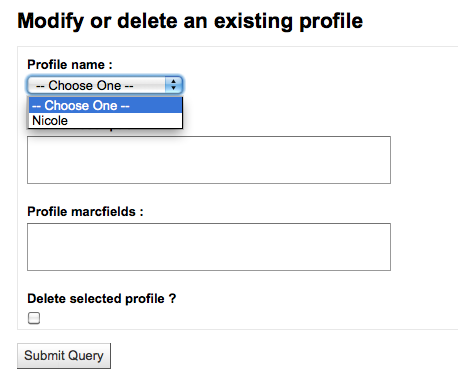 Modify or delete an existing profile
Profile name :
-- Choose One --
-- Choose One --
Nicole
Profile marcfields :
Delete selected profile ?
Submit Query